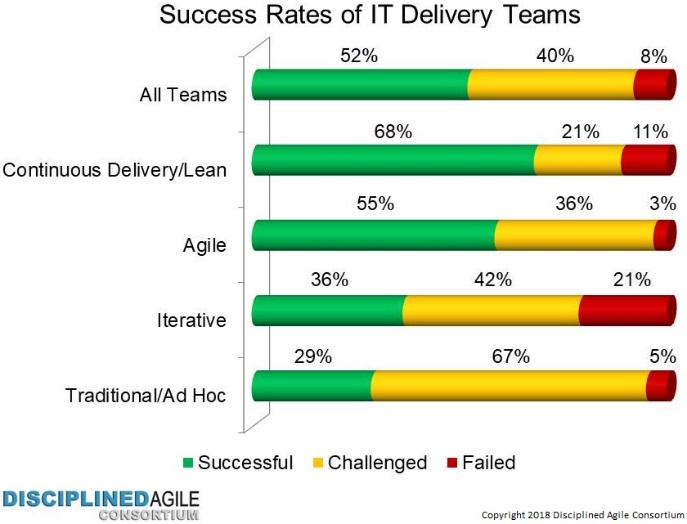 Success Rates of IT Delivery Teams
52% 40% 8%
All Teams
68% 21% 11%
Continuous Delivery/Lean
55% 36% 3%
Agile
36% 42% 21%
Iterative
29% 67% 5%
Traditional/Ad Hoc
Successful Challenged Failed
DISCIPLINEDAGILE
CONSORTIUM
Copyright 2018 Disciplined Agile Consortium